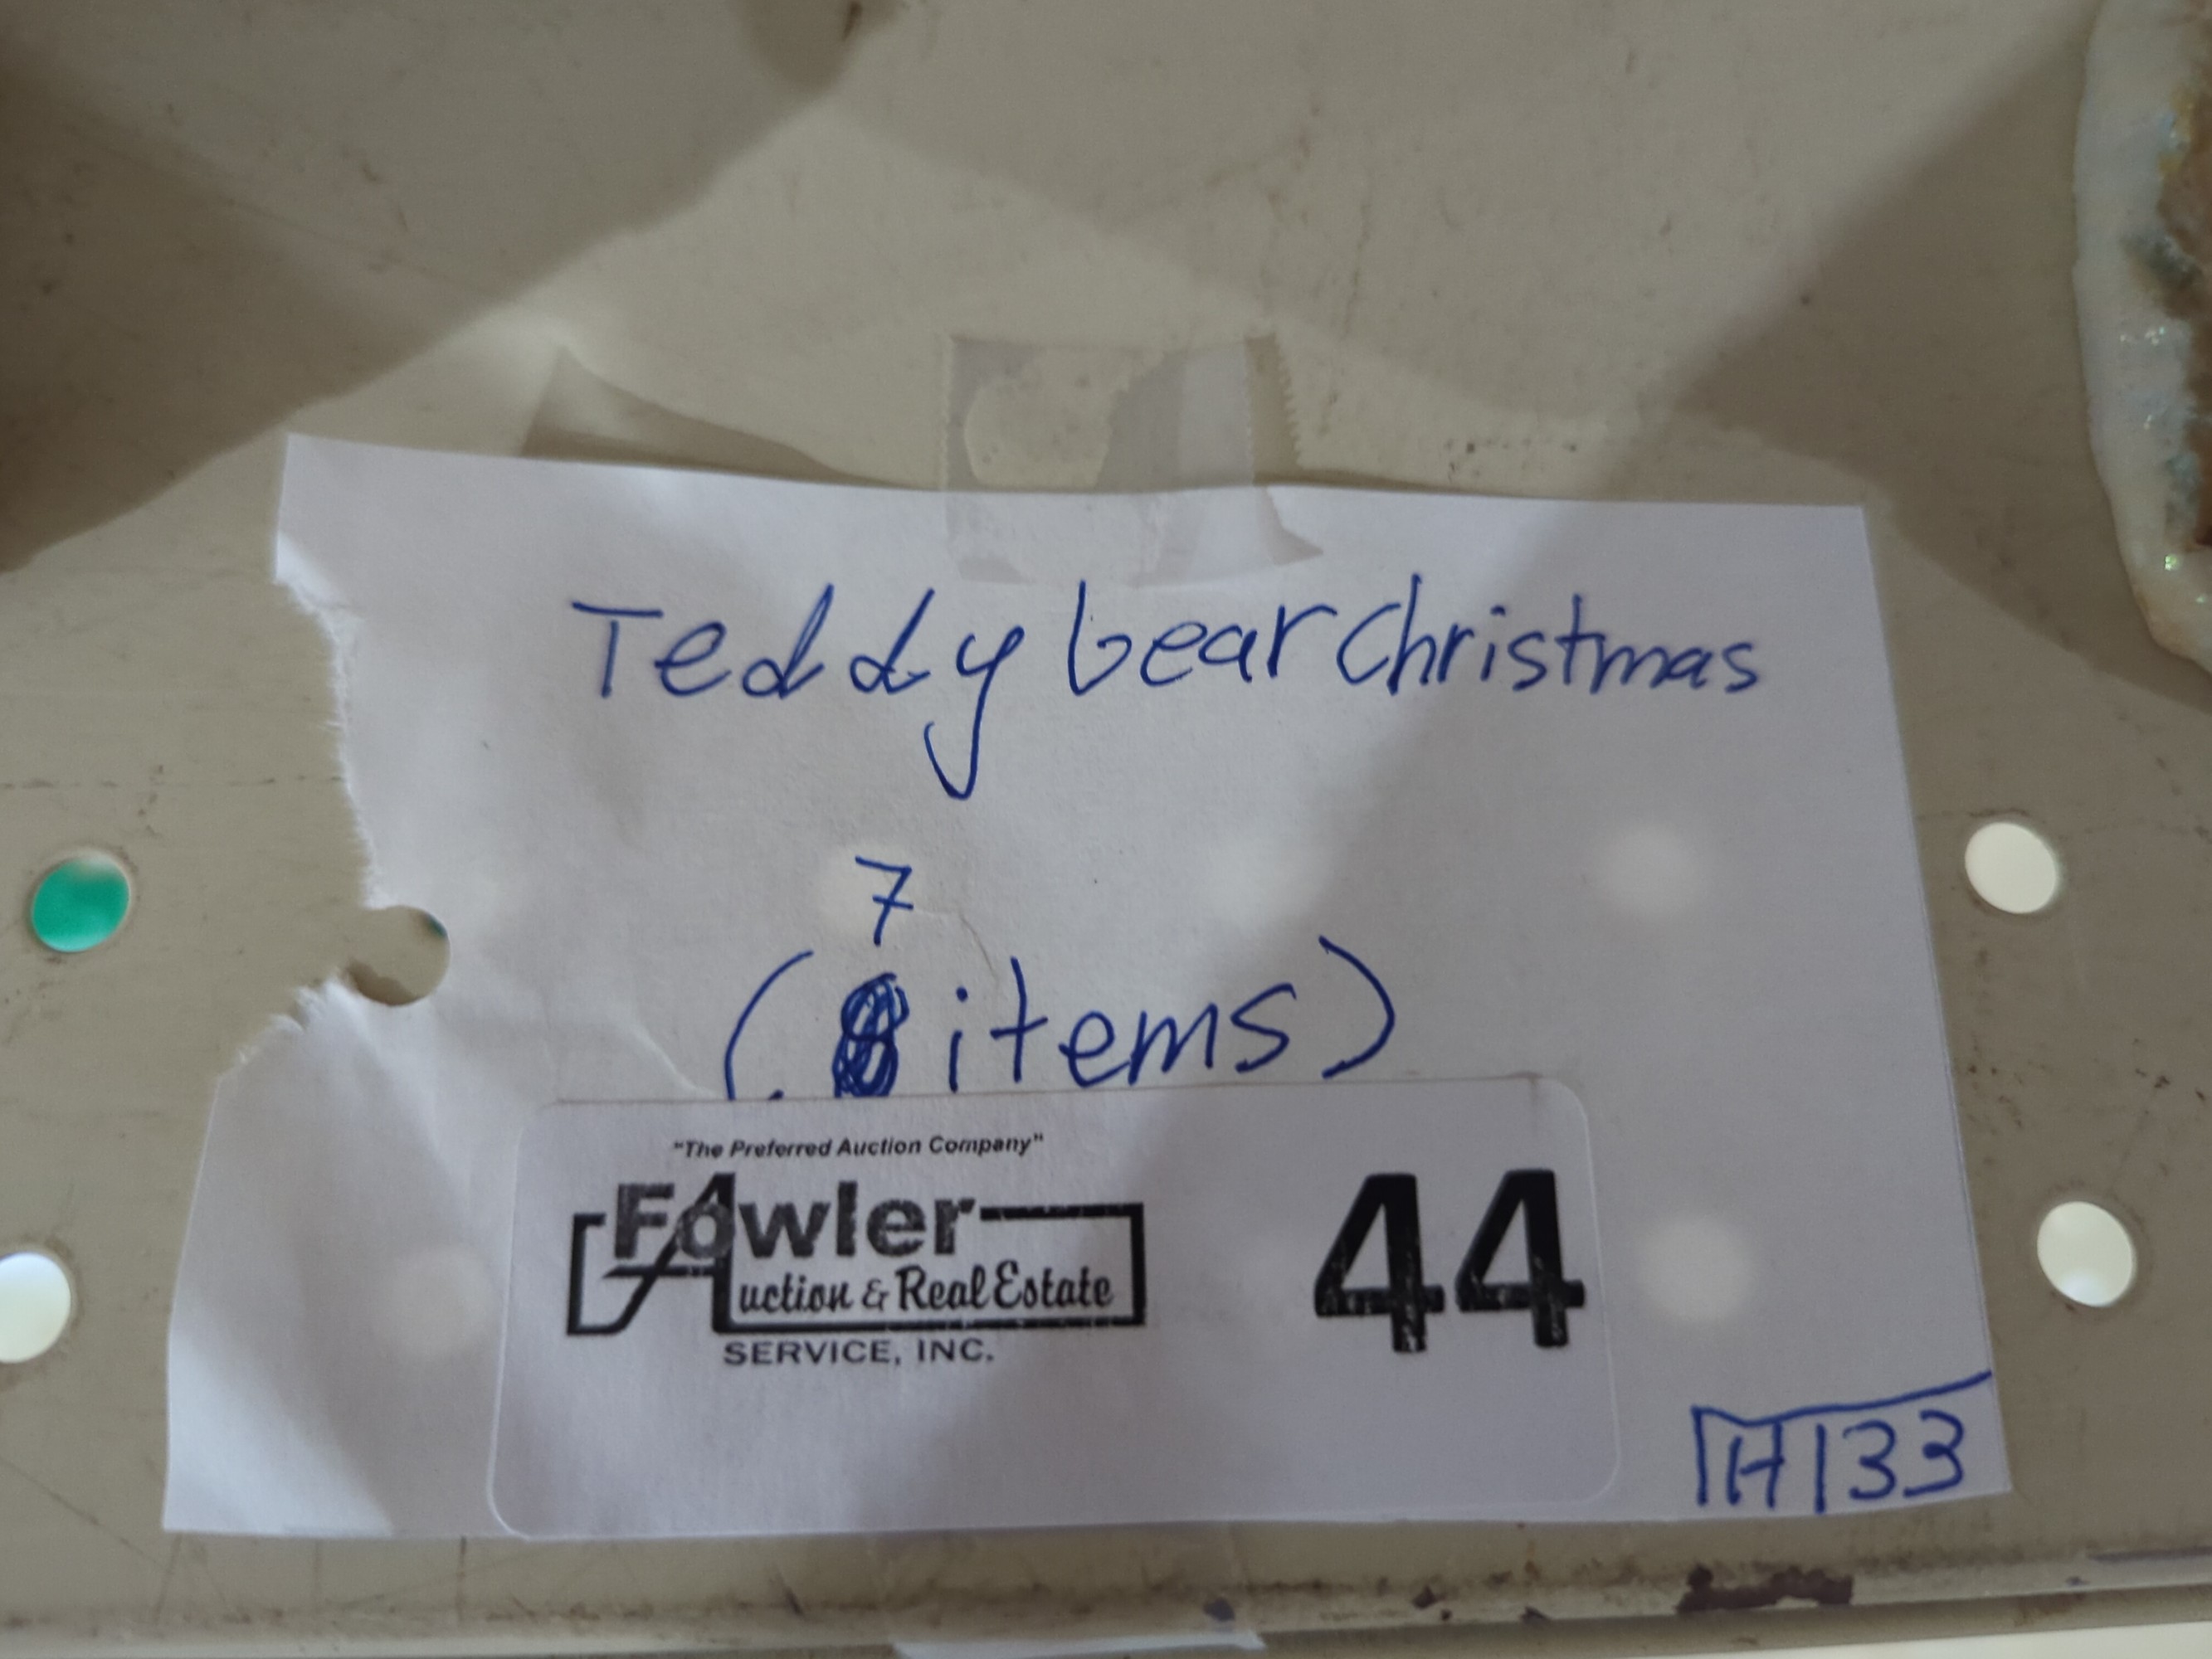 Teddy bear Christmas
7
(8 items)
"The Preferred Auction Company"
Fowler
Auction & Real Estate
SERVICE, INC.
44
H133